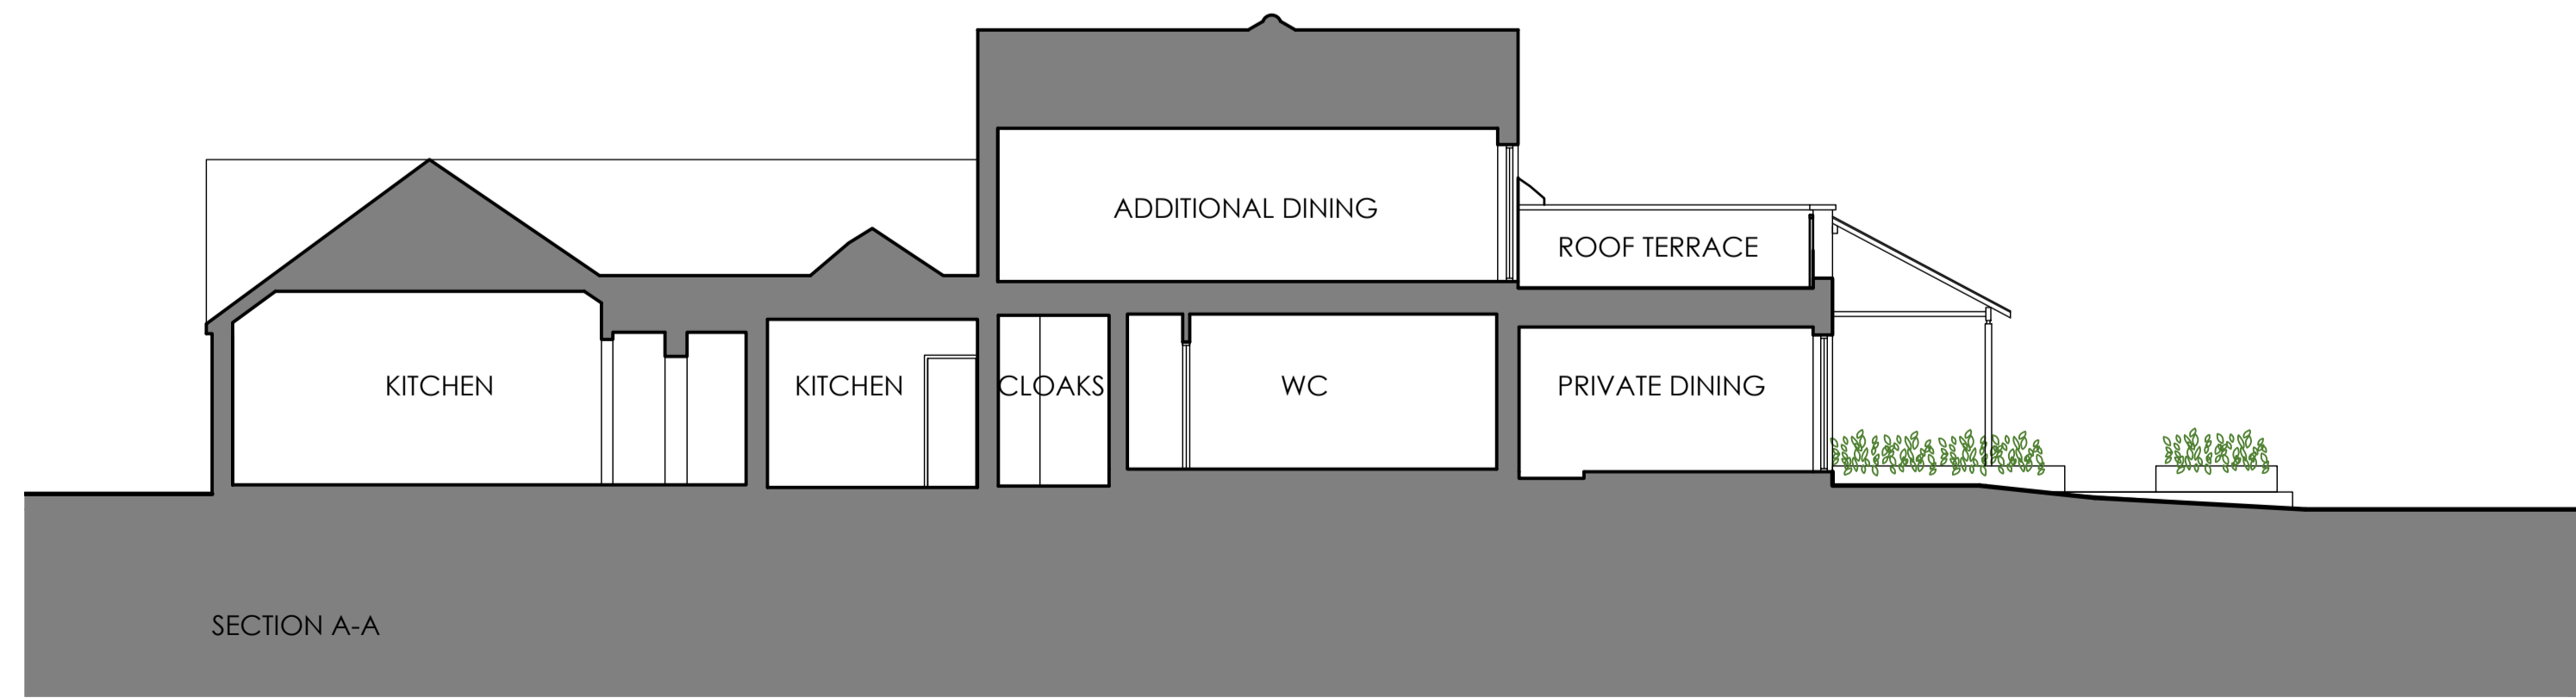 ADDITIONAL DINING
ROOF TERRACE
KITCHEN
KITCHEN
CLOAKS
WC
PRIVATE DINING
SECTION A-A